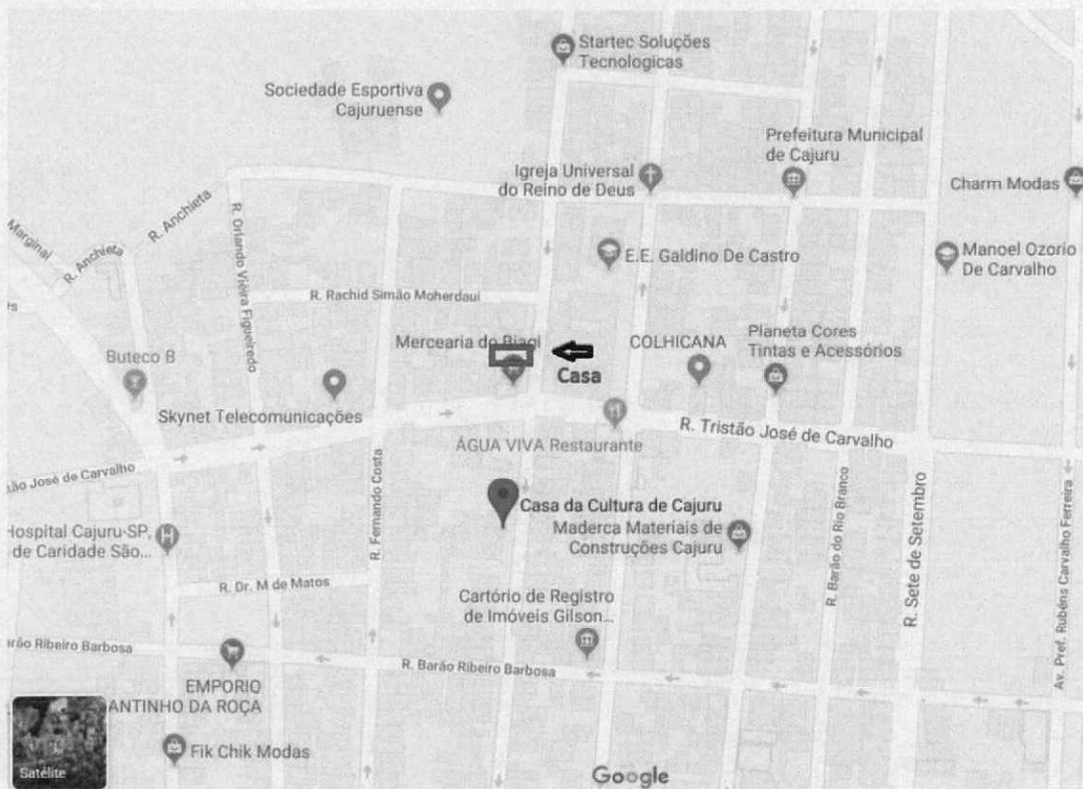 Startec Soluções
Tecnologicas
Sociedade Esportiva
Cajuruense
Prefeitura Municipal
de Cajuru
Igreja Universal
do Reino de Deus
Charm Modas
Marginal
R. Anchieta
R. Anchieta
R. Orlando Vieira Figueiredo
E.E. Galdino De Castro
Manoel Ozorio
De Carvalho
R. Rachid Simão Moherdaui
Mercearia do Biagi
Casa
COLHICANA
Planeta Cores
Tintas e Acessórios
Buteco B
Skynet Telecomunicações
ÁGUA VIVA Restaurante
R. Tristão José de Carvalho
ão José de Carvalho
R. Fernando Costa
Casa da Cultura de Cajuru
Maderca Materiais de
Construções Cajuru
Hospital Cajuru-SP,
de Caridade São...
R. Barão do Rio Branco
R. Sete de Setembro
Av. Pref. Rubéns Carvalho Ferreira
R. Dr. M de Matos
Cartório de Registro
de Imóveis Gilson...
arão Ribeiro Barbosa
R. Barão Ribeiro Barbosa
EMPORIO
ANTINHO DA ROÇA
Fik Chik Modas
Satélite
Google